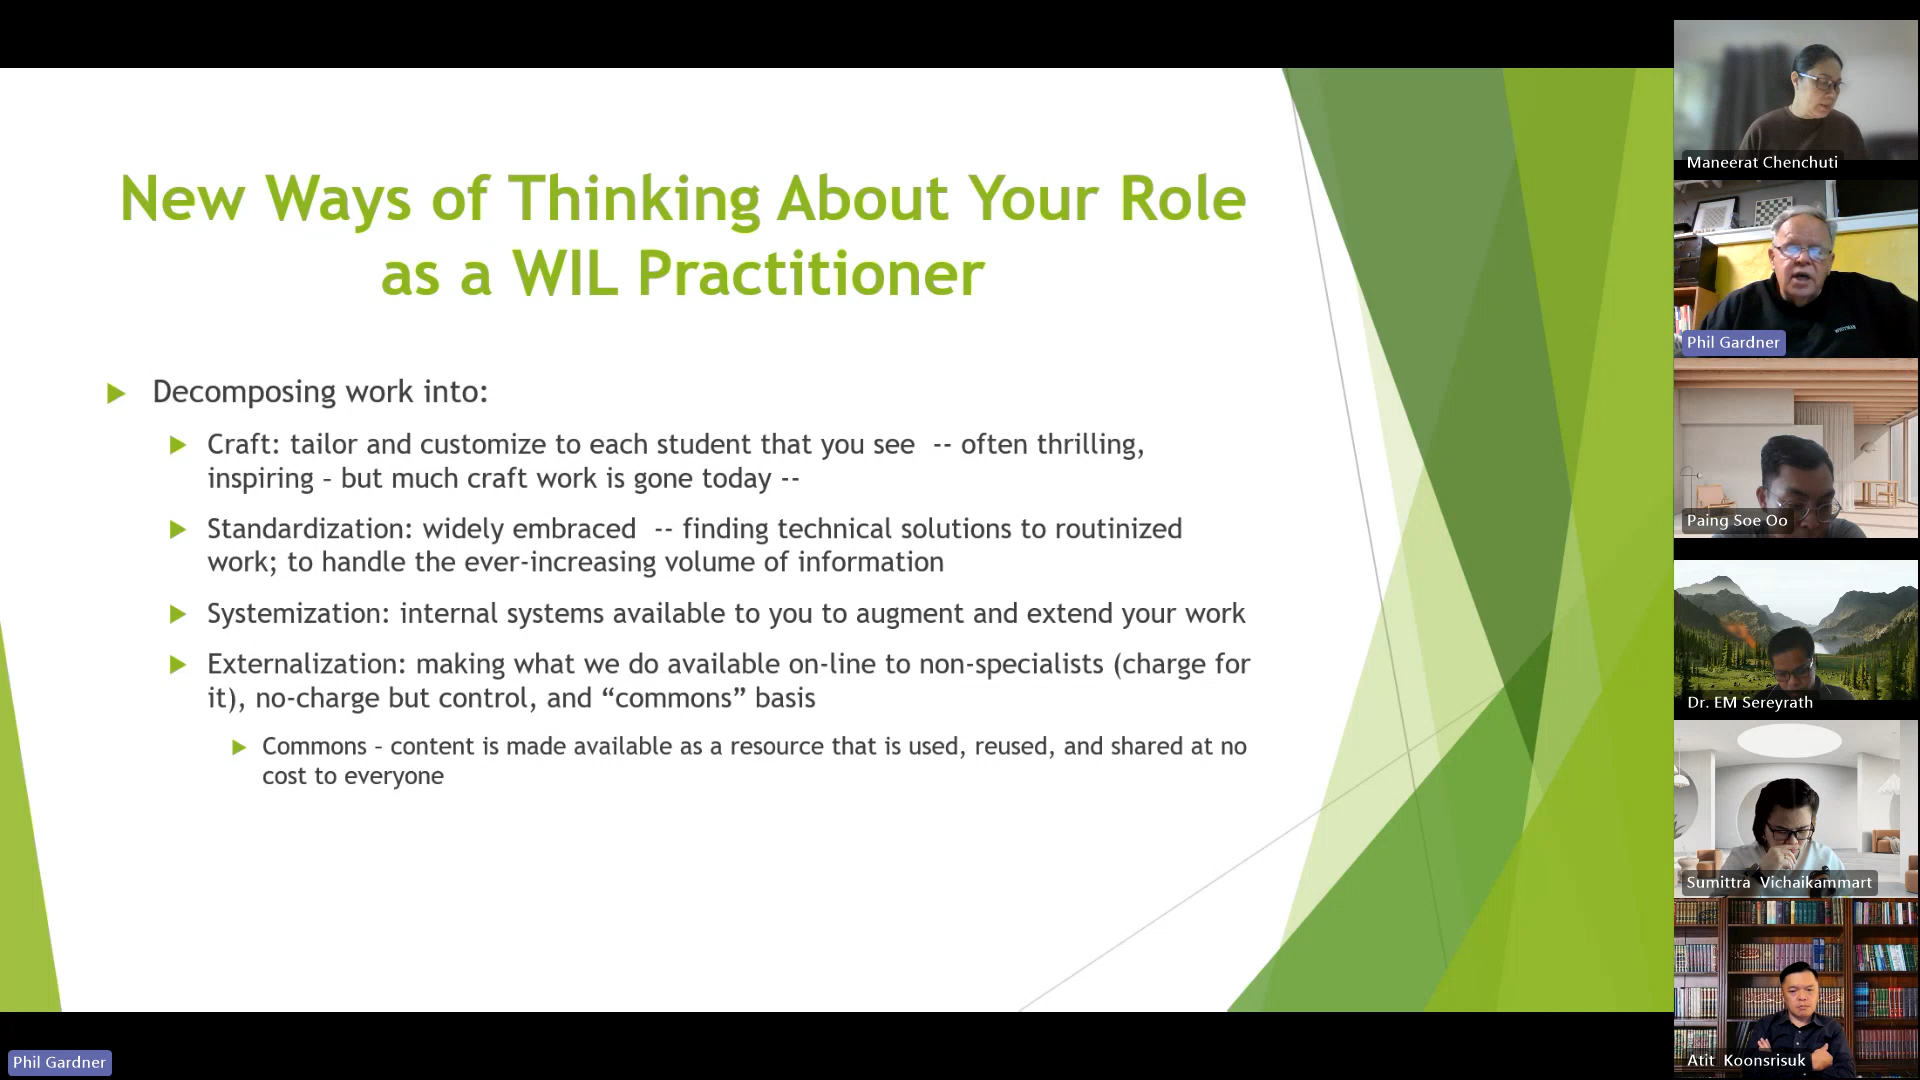 New Ways of Thinking About Your Role
as a WIL Practitioner
Decomposing work into:
Craft: tailor and customize to each student that you see -- often thrilling,
inspiring – but much craft work is gone today --
Standardization: widely embraced -- finding technical solutions to routinized
work; to handle the ever-increasing volume of information
Systemization: internal systems available to you to augment and extend your work
Externalization: making what we do available on-line to non-specialists (charge for
it), no-charge but control, and “commons” basis
Commons – content is made available as a resource that is used, reused, and shared at no
cost to everyone
Phil Gardner
Maneerat Chenchuti
Phil Gardner
Paing Soe Oo
Dr. EM Sereyrath
Sumittra Vichaikammart
Atit Koonsrisuk